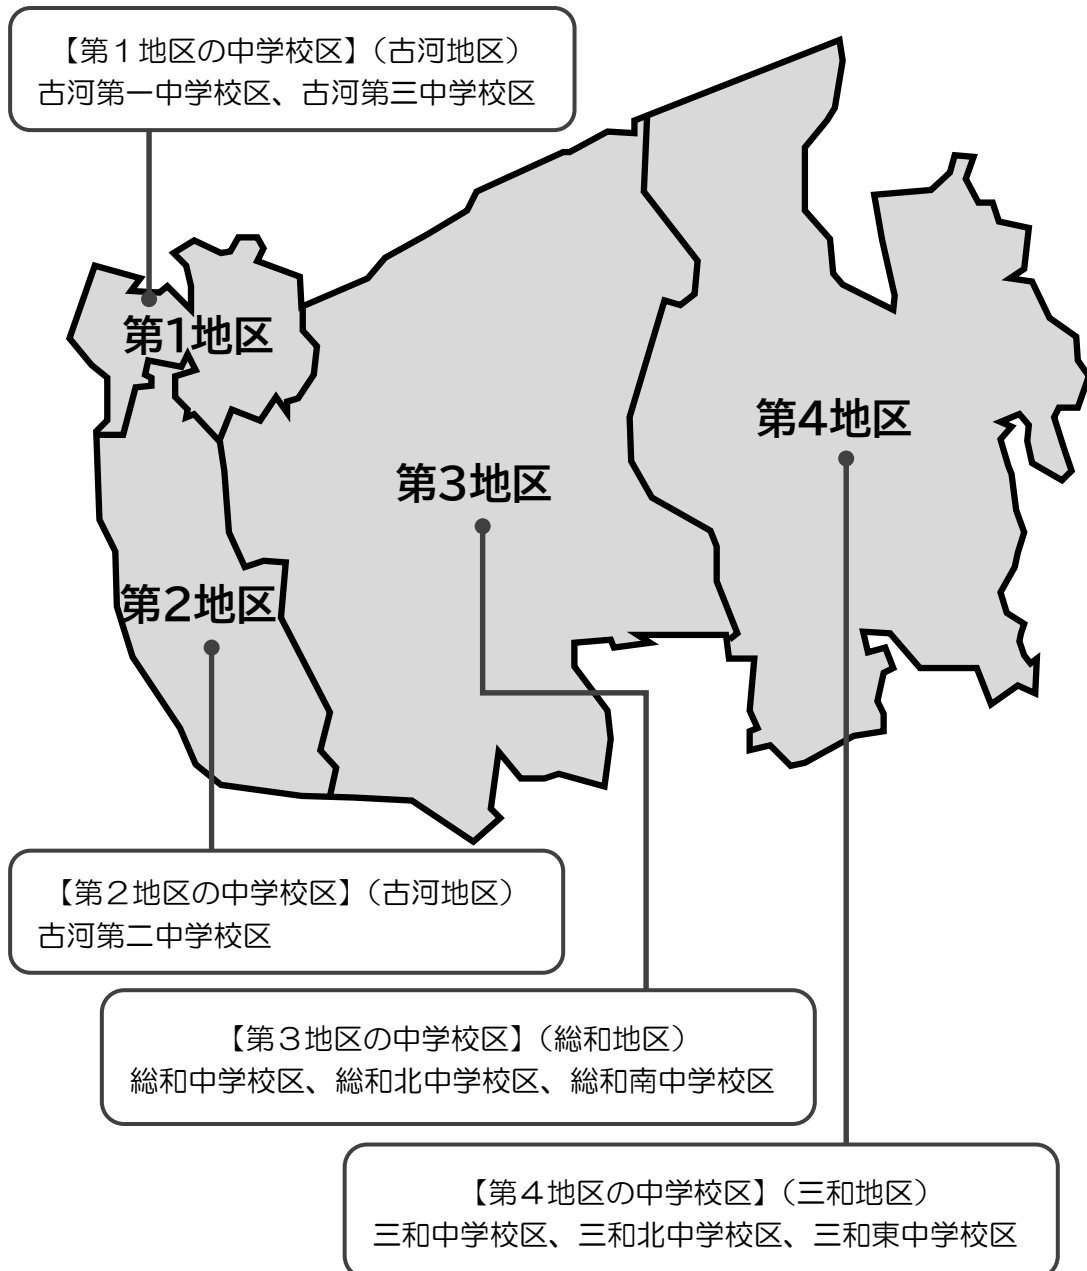 【第1地区の中学校区】（古河地区）
古河第一中学校区、古河第三中学校区
第1地区
第4地区
第3地区
第2地区
【第2地区の中学校区】（古河地区）
古河第二中学校区
【第3地区の中学校区】（総和地区）
総和中学校区、総和北中学校区、総和南中学校区
【第4地区の中学校区】（三和地区）
三和中学校区、三和北中学校区、三和東中学校区